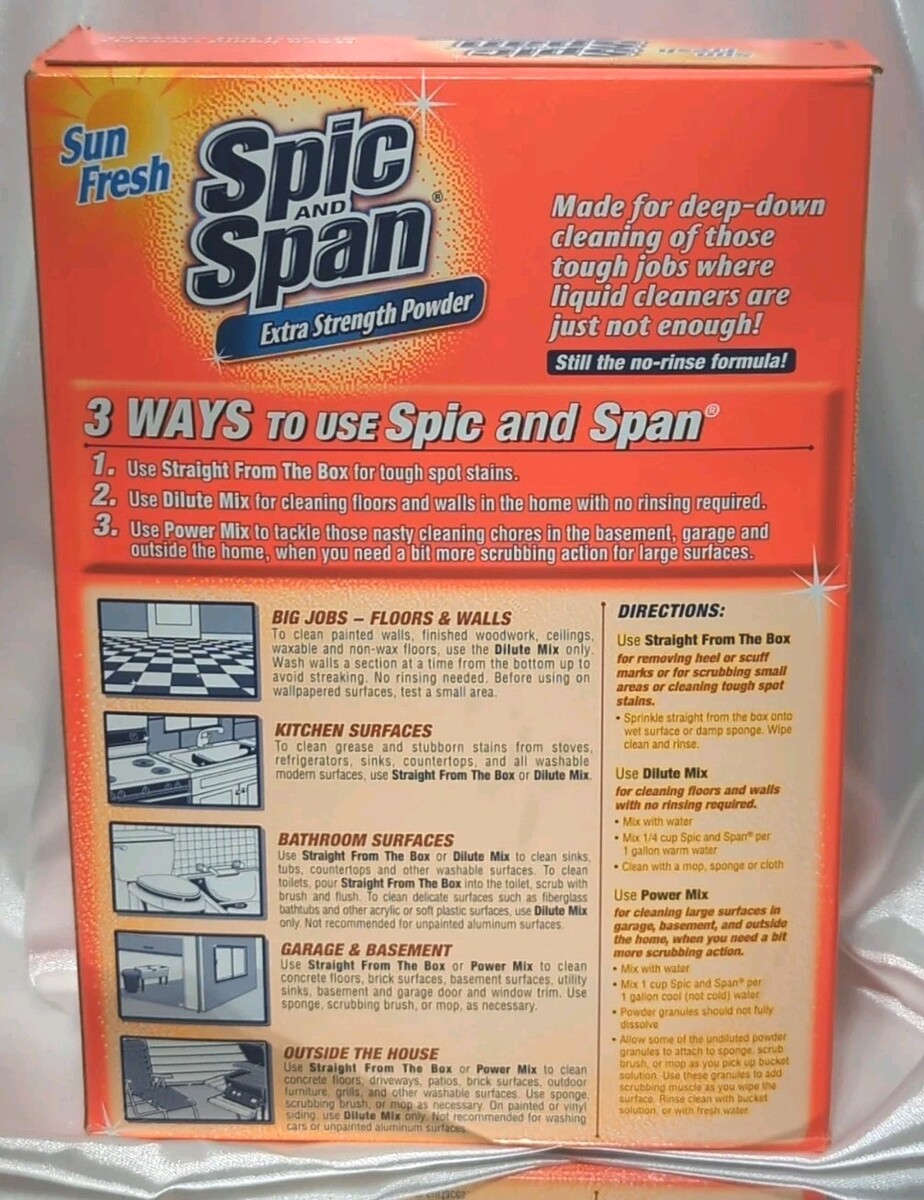 Sun
Fresh
Spic
AND
Span®
Extra Strength Powder
Made for deep-down
cleaning of those
tough jobs where
liquid cleaners are
just not enough!
Still the no-rinse formula!
3 WAYS TO USE Spic and Span®
1. Use Straight From The Box for tough spot stains.
2. Use Dilute Mix for cleaning floors and walls in the home with no rinsing required.
3. Use Power Mix to tackle those nasty cleaning chores in the basement, garage and
outside the home, when you need a bit more scrubbing action for large surfaces.
BIG JOBS – FLOORS & WALLS
To clean painted walls, finished woodwork, ceilings,
waxable and non-wax floors, use the Dilute Mix only.
Wash walls a section at a time from the bottom up to
avoid streaking. No rinsing needed. Before using on
wallpapered surfaces, test a small area.
KITCHEN SURFACES
To clean grease and stubborn stains from stoves,
refrigerators, sinks, countertops, and all washable
modern surfaces, use Straight From The Box or Dilute Mix.
BATHROOM SURFACES
Use Straight From The Box or Dilute Mix to clean sinks,
tubs, countertops and other washable surfaces. To clean
toilets, pour Straight From The Box into the toilet, scrub with
brush and flush. To clean delicate surfaces such as fiberglass
bathtubs and other acrylic or soft plastic surfaces, use Dilute Mix
only. Not recommended for unpainted aluminum surfaces.
GARAGE & BASEMENT
Use Straight From The Box or Power Mix to clean
concrete floors, brick surfaces, basement surfaces, utility
sinks, basement and garage door and window trim. Use
sponge, scrubbing brush, or mop, as necessary.
OUTSIDE THE HOUSE
Use Straight From The Box or Power Mix to clean
concrete floors, driveways, patios, brick surfaces, outdoor
furniture, grills, and other washable surfaces. Use sponge,
scrubbing brush, or mop as necessary. On painted or vinyl
siding, use Dilute Mix only. Not recommended for washing
cars or unpainted aluminum surfaces.
DIRECTIONS:
Use Straight From The Box
for removing heel or scuff
marks or for scrubbing small
areas or cleaning tough spot
stains.
• Sprinkle straight from the box onto
wet surface or damp sponge. Wipe
clean and rinse.
Use Dilute Mix
for cleaning floors and walls
with no rinsing required.
• Mix with water
• Mix 1/4 cup Spic and Span® per
1 gallon warm water
• Clean with a mop, sponge or cloth
Use Power Mix
for cleaning large surfaces in
garage, basement, and outside
the home, when you need a bit
more scrubbing action.
• Mix with water
• Mix 1 cup Spic and Span® per
1 gallon cool (not cold) water
• Powder granules should not fully
dissolve
• Allow some of the undiluted powder
granules to attach to sponge, scrub
brush, or mop as you pick up bucket
solution. Use these granules to add
scrubbing muscle as you wipe the
surface. Rinse clean with bucket
solution, or with fresh water.